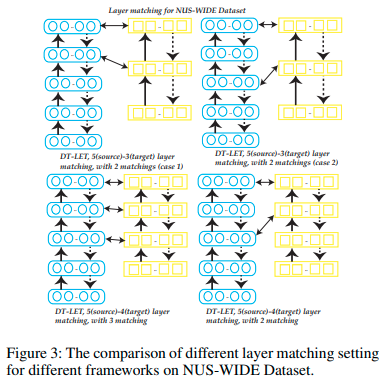 Layer matching for NUS-WIDE Dataset
DT-LET, 5(source)-3(target) layer
matching, with 2 matchings (case 1)
DT-LET, 5(source)-3(target) layer
matching, with 2 matchings (case 2)
DT-LET, 5(source)-4(target) layer
matching, with 3 matching
DT-LET, 5(source)-4(target) layer
matching, with 2 matching
Figure 3: The comparison of different layer matching setting
for different frameworks on NUS-WIDE Dataset.